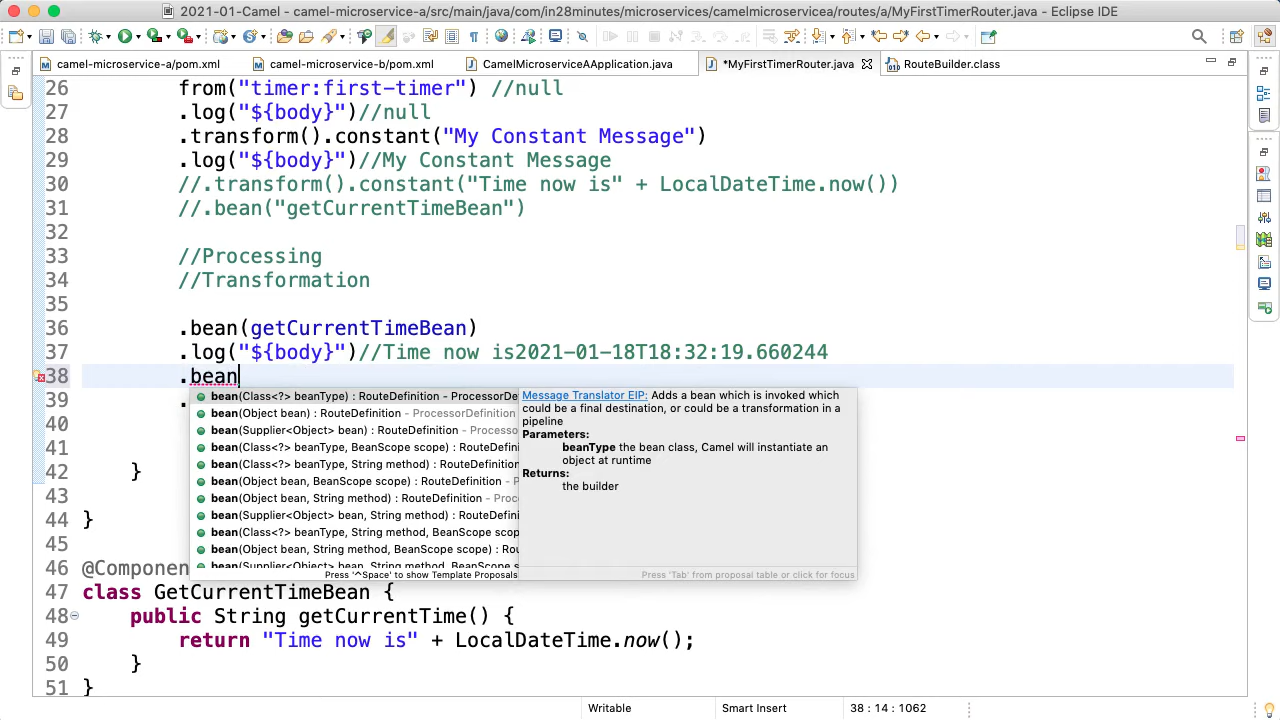 2021-01-Camel - camel-microservice-a/src/main/java/com/in28minutes/microservices/camelmicroservicea/routes/a/MyFirstTimerRouter.java - Eclipse IDE
camel-microservice-a/pom.xml camel-microservice-b/pom.xml CamelMicroserviceAApplication.java *MyFirstTimerRouter.java RouteBuilder.class
26 from("timer:first-timer") //null
27 .log("${body}")//null
28 .transform().constant("My Constant Message")
29 .log("${body}")//My Constant Message
30 //.transform().constant("Time now is" + LocalDateTime.now())
31 //.bean("getCurrentTimeBean")
32
33 //Processing
34 //Transformation
35
36 .bean(getCurrentTimeBean)
37 .log("${body}")//Time now is2021-01-18T18:32:19.660244
38 .bean
39 .
40
41
42 }
43
44 }
45
46 @Componen
47 class GetCurrentTimeBean {
48 public String getCurrentTime() {
49 return "Time now is" + LocalDateTime.now();
50 }
51 }
bean(Class<?> beanType) : RouteDefinition - ProcessorDe
bean(Object bean) : RouteDefinition - ProcessorDefinition
bean(Supplier<Object> bean) : RouteDefinition - Process
bean(Class<?> beanType, BeanScope scope) : RouteDefini
bean(Class<?> beanType, String method) : RouteDefinition
bean(Object bean, BeanScope scope) : RouteDefinition - P
bean(Object bean, String method) : RouteDefinition - Proc
bean(Supplier<Object> bean, String method) : RouteDefini
bean(Class<?> beanType, String method, BeanScope scop
bean(Object bean, String method, BeanScope scope) : Rou
bean(Supplier<Object> bean, String method, BeanScope
Press '^Space' to show Template Proposals
Message Translator EIP: Adds a bean which is invoked which
could be a final destination, or could be a transformation in a
pipeline
Parameters:
beanType the bean class, Camel will instantiate an
object at runtime
Returns:
the builder
Press 'Tab' from proposal table or click for focus
Writable Smart Insert 38 : 14 : 1062